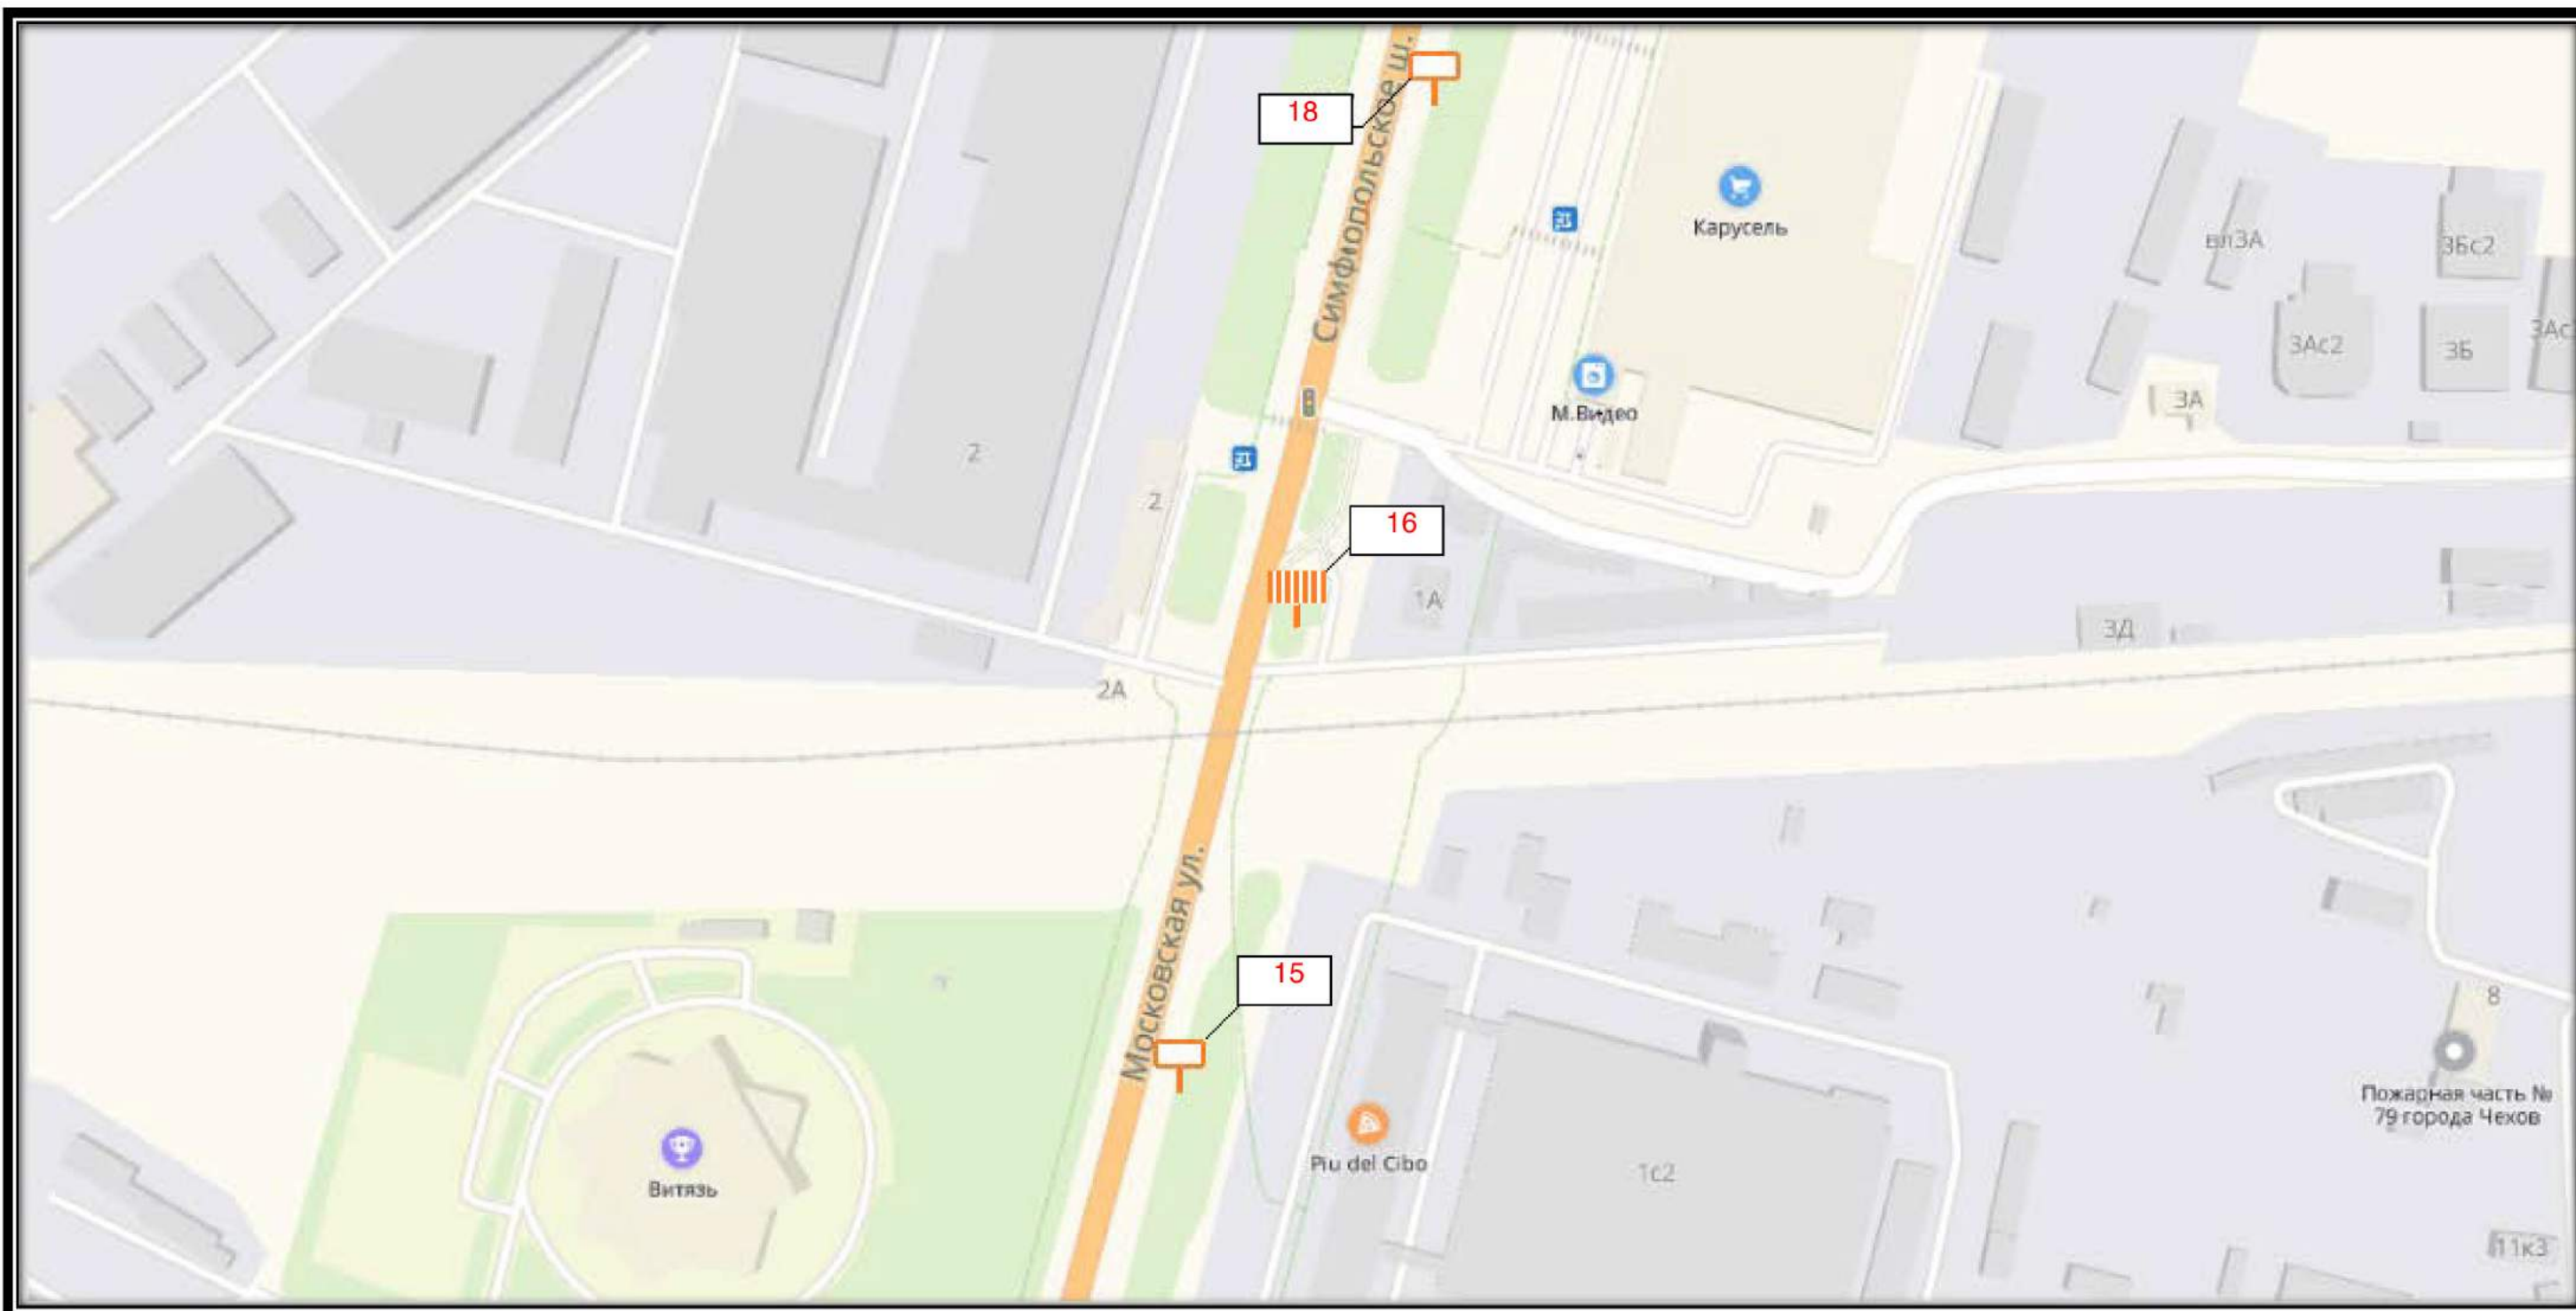 Симфиопольское ш.
18
Карусель
вл3А
3Бс2
3Ас2
3Б
3Ас
М.Видео
3А
2
2
16
1А
3Д
2А
Московская ул.
15
8
Пожарная часть №
79 города Чехов
Piu del Cibo
1с2
Витязь
11к3